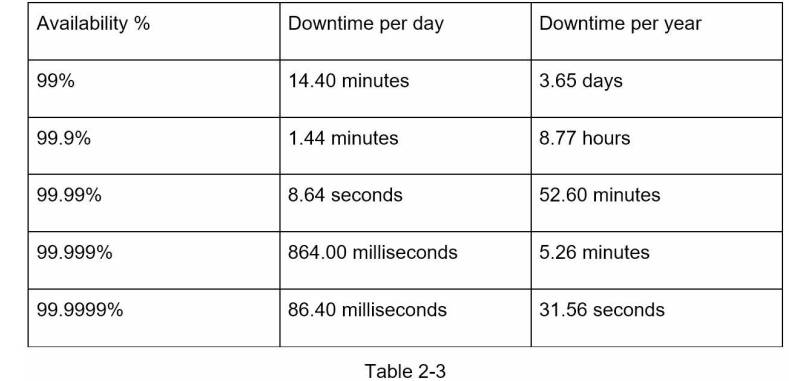 Availability % Downtime per day Downtime per year
99% 14.40 minutes 3.65 days
99.9% 1.44 minutes 8.77 hours
99.99% 8.64 seconds 52.60 minutes
99.999% 864.00 milliseconds 5.26 minutes
99.9999% 86.40 milliseconds 31.56 seconds
Table 2-3